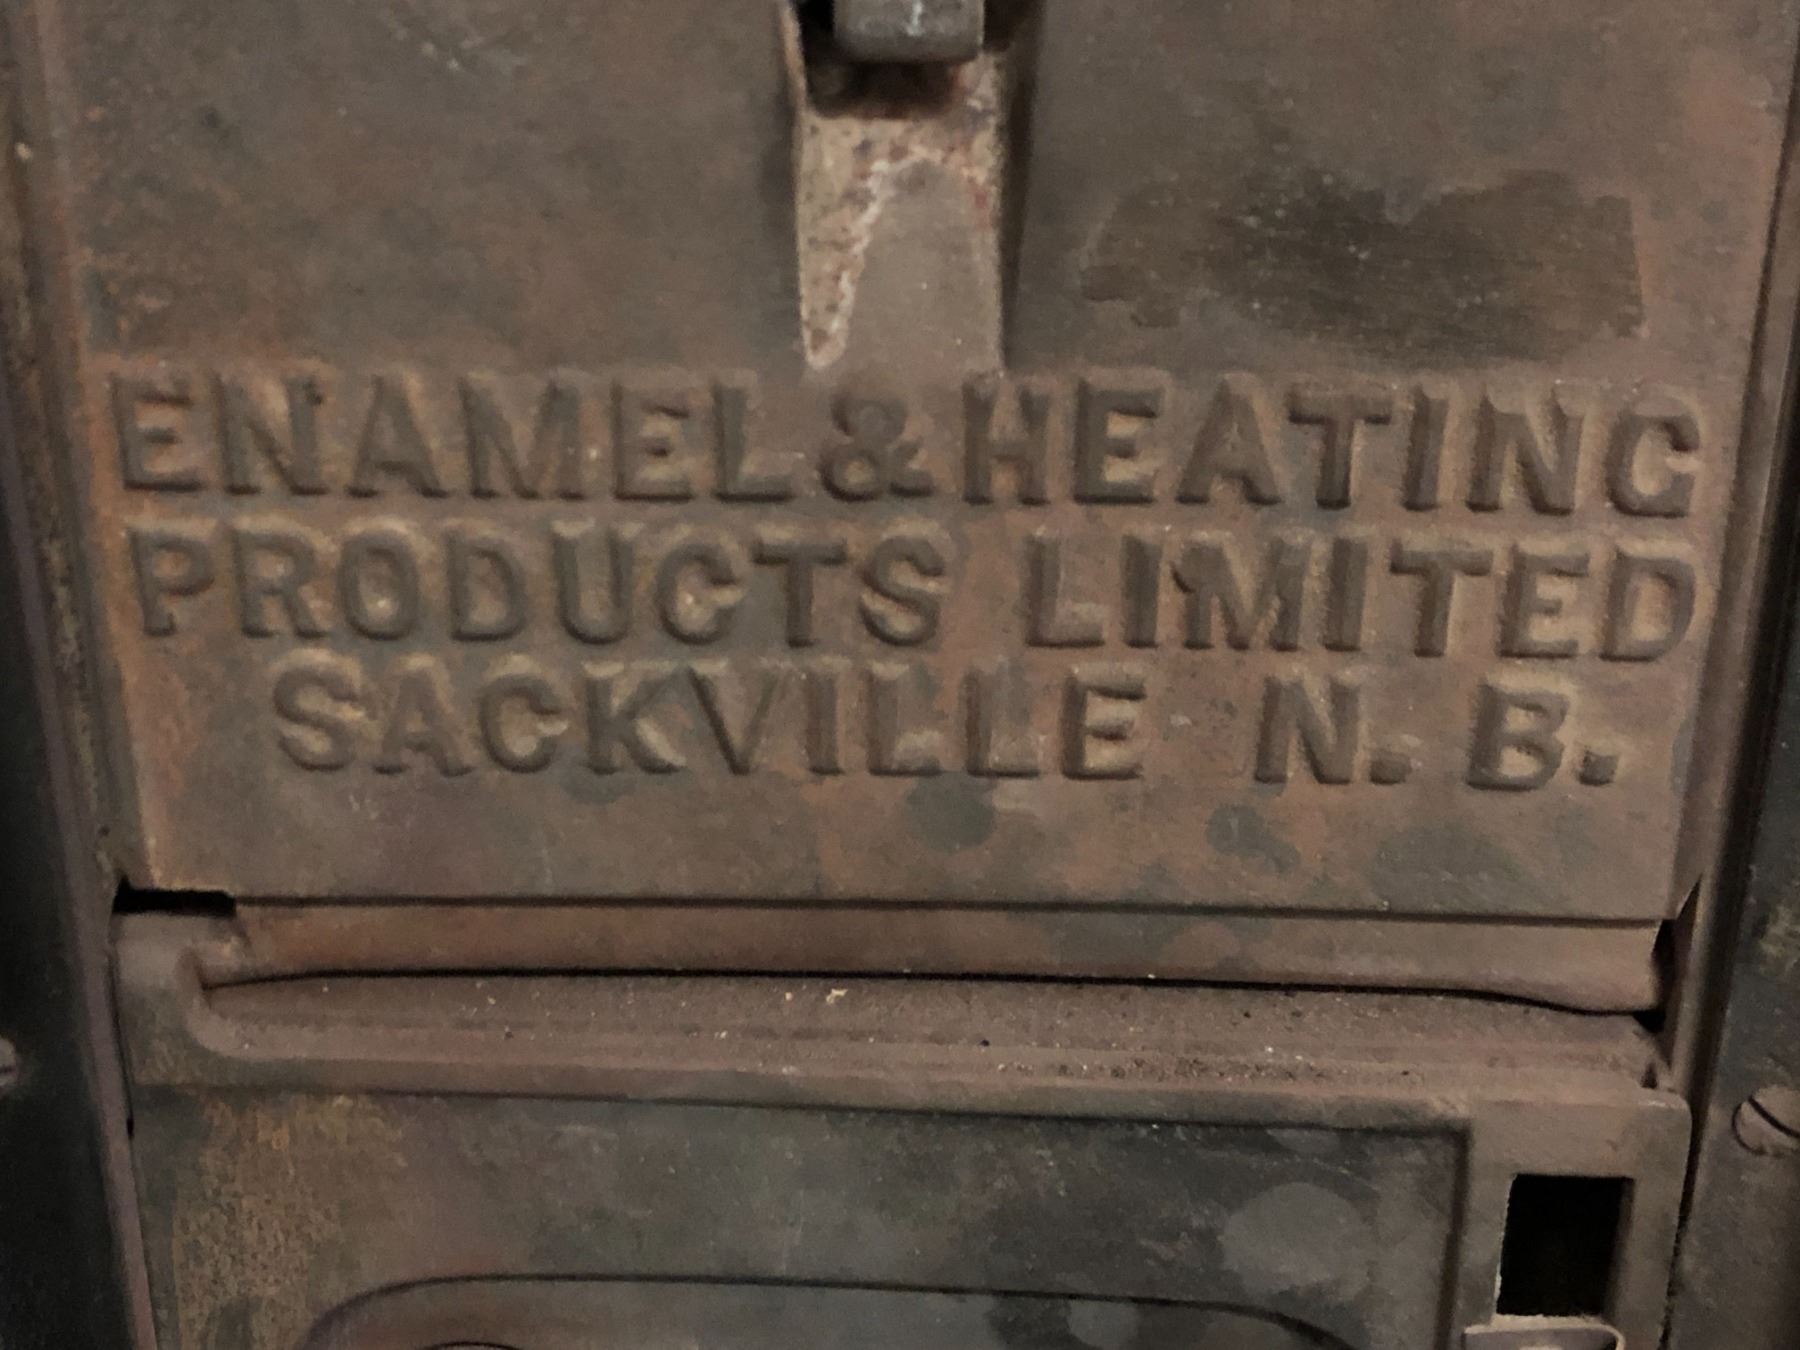 ENAMEL & HEATING
PRODUCTS LIMITED
SACKVILLE N. B.